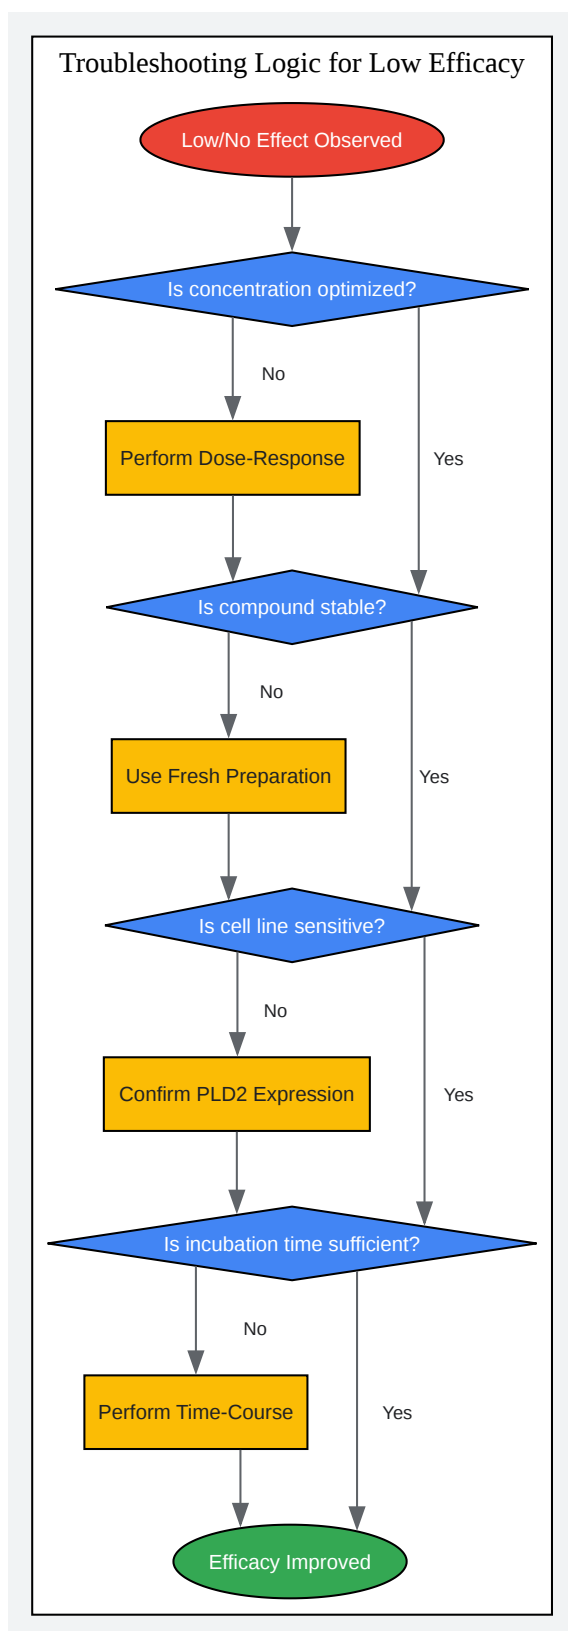 Troubleshooting Logic for Low Efficacy
Low/No Effect Observed
Is concentration optimized?
No
Perform Dose-Response
Yes
Is compound stable?
No
Use Fresh Preparation
Yes
Is cell line sensitive?
No
Confirm PLD2 Expression
Yes
Is incubation time sufficient?
No
Perform Time-Course
Yes
Efficacy Improved